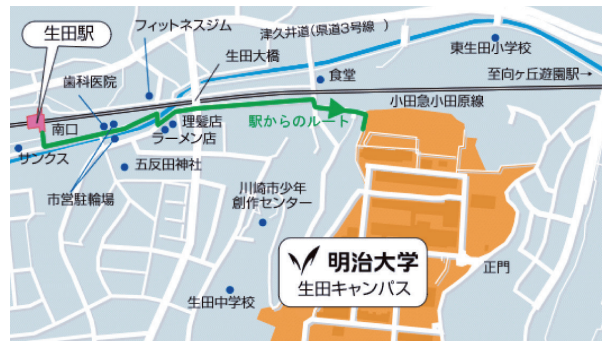 生田駅
フィットネスジム
津久井道(県道3号線 )
生田大橋
東生田小学校
歯科医院
食堂
至向ヶ丘遊園駅→
小田急小田原線
南口
理髪店
ラーメン店
駅からのルート
サンクス
五反田神社
市営駐輪場
川崎市少年
創作センター
明治大学
生田キャンパス
正門
生田中学校